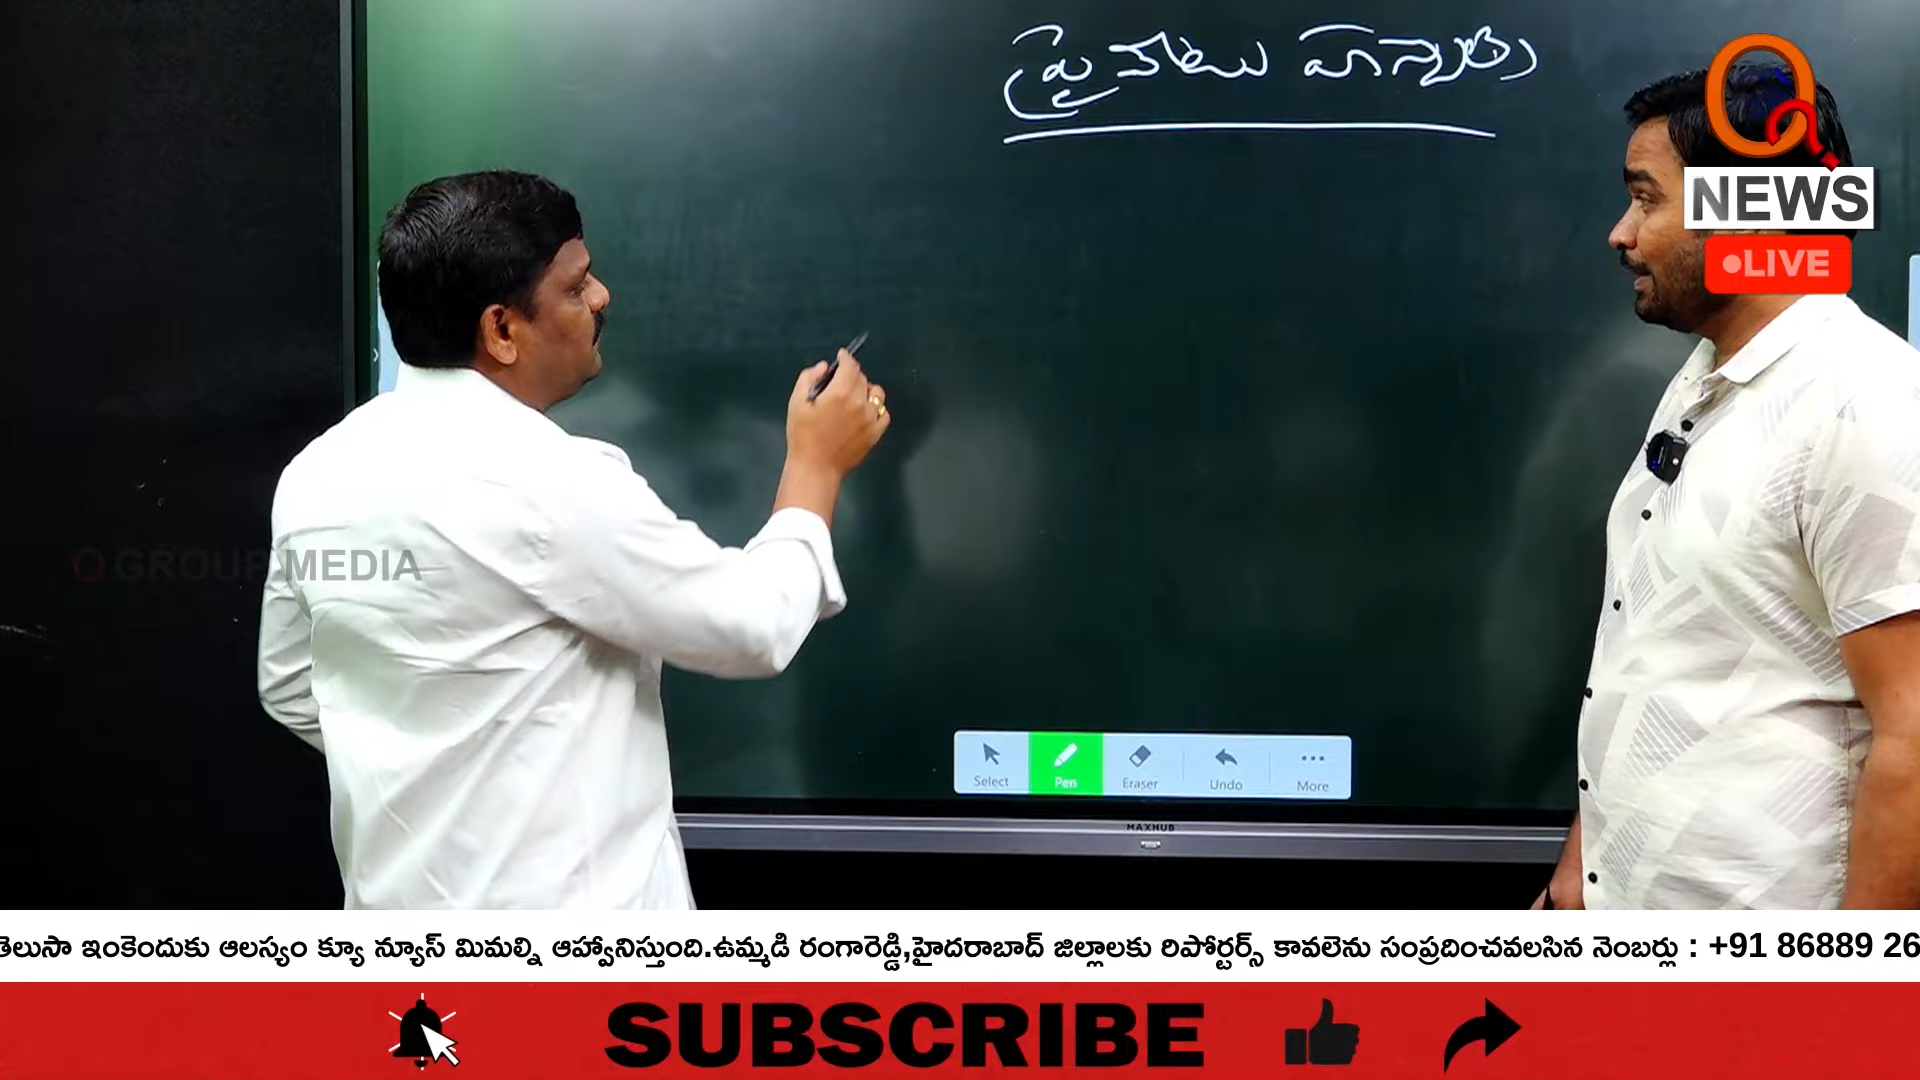 ప్రైవేటు హాస్పిటల్స్
Q
NEWS
LIVE
Q GROUP MEDIA
Select Pen Eraser Undo More
MAXHUB
తెలుసా ఇంకెందుకు ఆలస్యం క్యూ న్యూస్ మిమల్ని ఆహ్వానిస్తుంది.ఉమ్మడి రంగారెడ్డి,హైదరాబాద్ జిల్లాలకు రిపోర్టర్స్ కావలెను సంప్రదించవలసిన నెంబర్లు : +91 86889 26
SUBSCRIBE